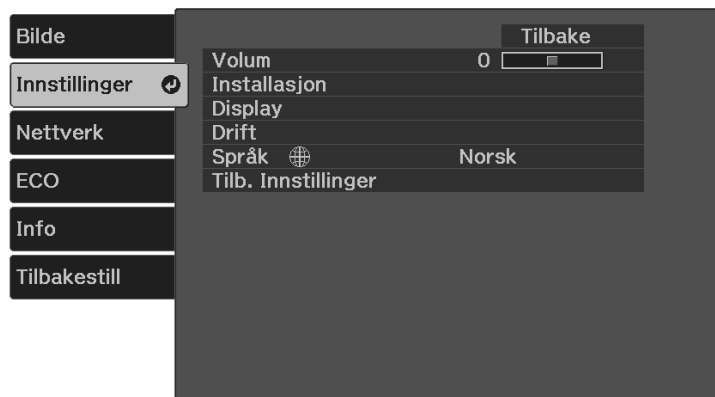 Bilde
Innstillinger
Nettverk
ECO
Info
Tilbakestill
Tilbake
Volum 0
Installasjon
Display
Drift
Språk Norsk
Tilb. Innstillinger